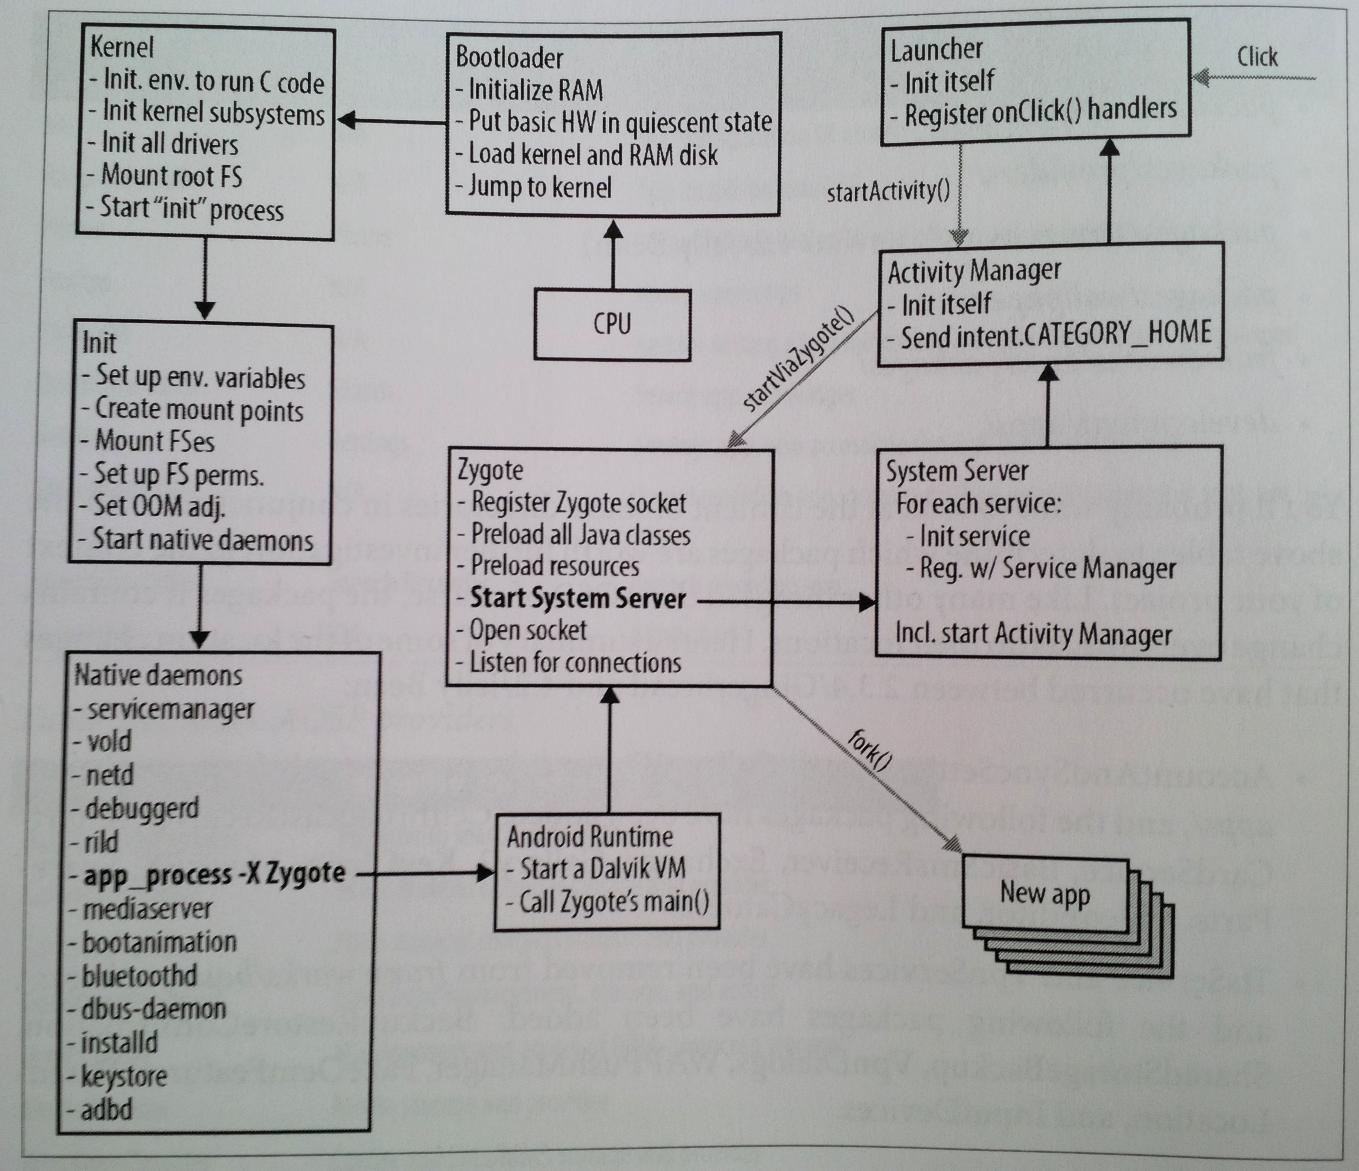 Kernel
- Init. env. to run C code
- Init kernel subsystems
- Init all drivers
- Mount root FS
- Start "init" process
Bootloader
- Initialize RAM
- Put basic HW in quiescent state
- Load kernel and RAM disk
- Jump to kernel
Launcher
- Init itself
- Register onClick() handlers
Click
startActivity()
CPU
Activity Manager
- Init itself
- Send intent.CATEGORY_HOME
startViaZygote()
Init
- Set up env. variables
- Create mount points
- Mount FSes
- Set up FS perms.
- Set OOM adj.
- Start native daemons
Zygote
- Register Zygote socket
- Preload all Java classes
- Preload resources
- Start System Server
- Open socket
- Listen for connections
System Server
For each service:
- Init service
- Reg. w/ Service Manager
Incl. start Activity Manager
fork()
Native daemons
- servicemanager
- vold
- netd
- debuggerd
- rild
- app_process -X Zygote
- mediaserver
- bootanimation
- bluetoothd
- dbus-daemon
- installd
- keystore
- adbd
Android Runtime
- Start a Dalvik VM
- Call Zygote's main()
New app